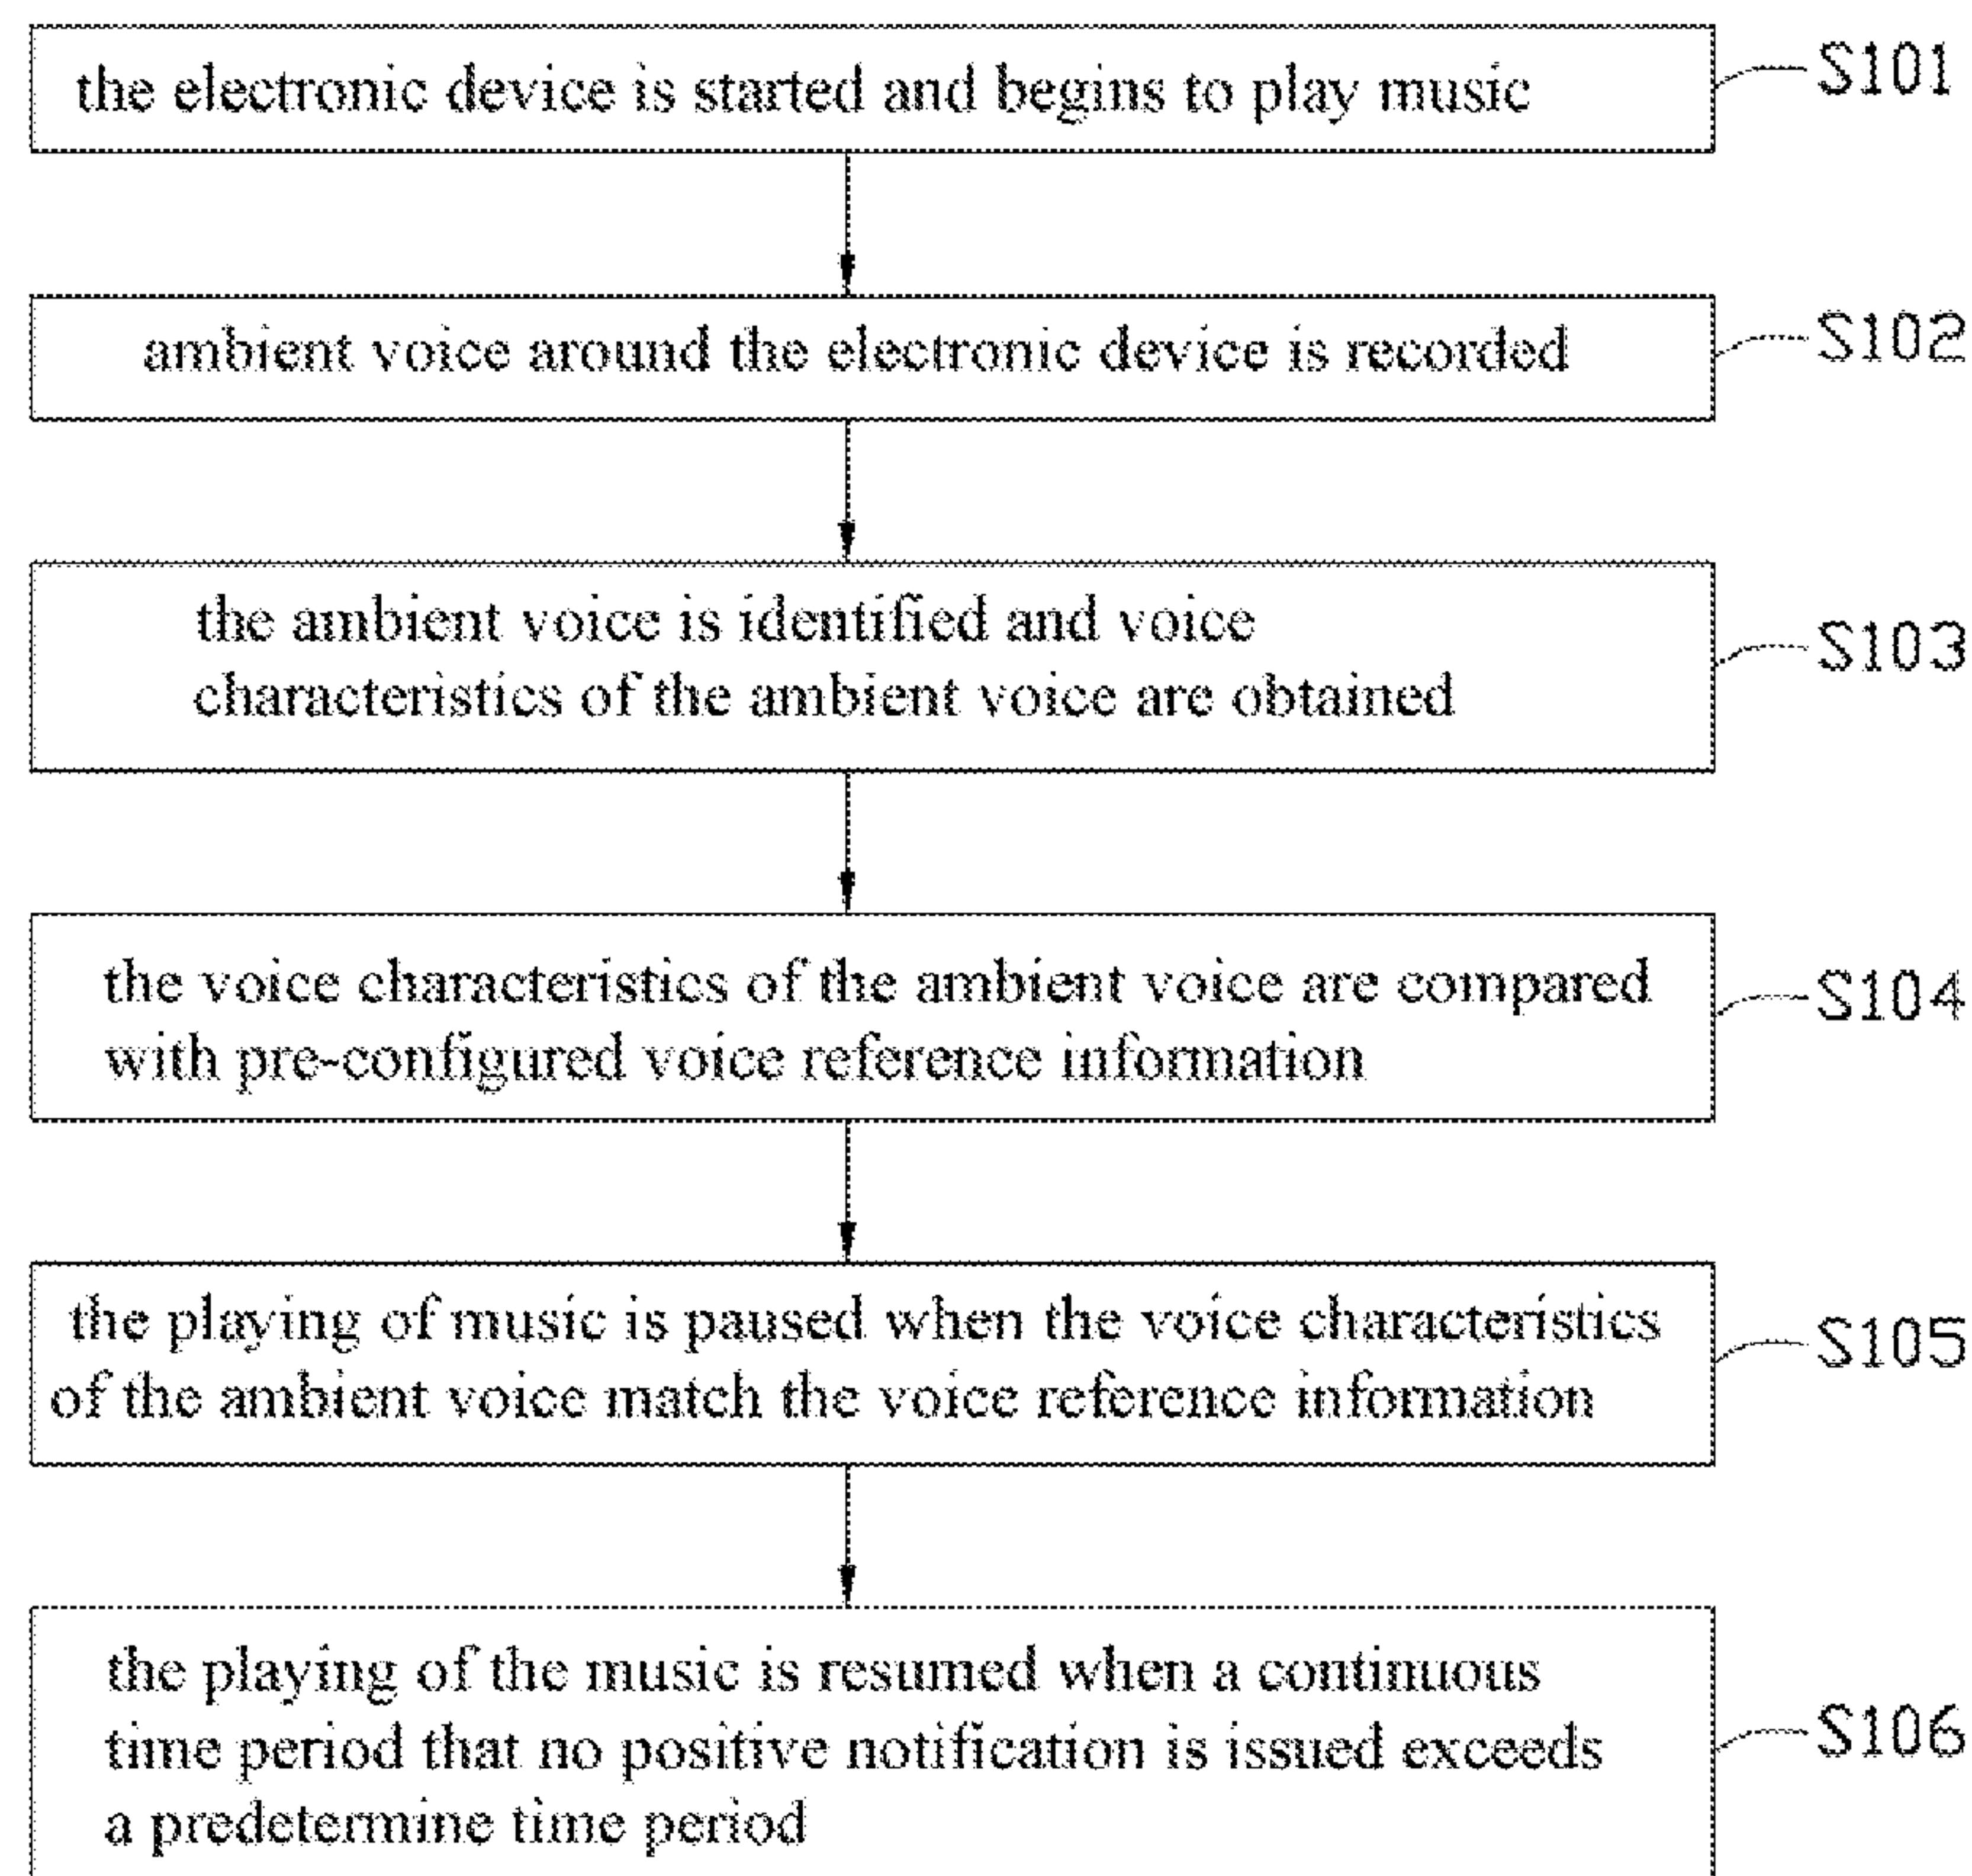 the electronic device is started and begins to play music
S101
ambient voice around the electronic device is recorded
S102
the ambient voice is identified and voice
characteristics of the ambient voice are obtained
S103
the voice characteristics of the ambient voice are compared
with pre-configured voice reference information
S104
the playing of music is paused when the voice characteristics
of the ambient voice match the voice reference information
S105
the playing of the music is resumed when a continuous
time period that no positive notification is issued exceeds
a predetermine time period
S106